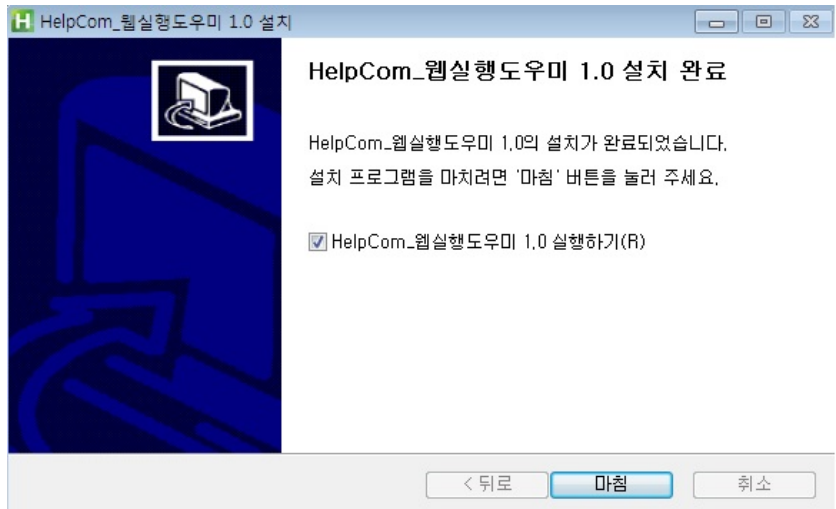 H HelpCom_웹실행도우미 1.0 설치
HelpCom_웹실행도우미 1.0 설치 완료
HelpCom_웹실행도우미 1.0의 설치가 완료되었습니다.
설치 프로그램을 마치려면 '마침' 버튼을 눌러 주세요.
HelpCom_웹실행도우미 1.0 실행하기(R)
< 뒤로 마침 취소